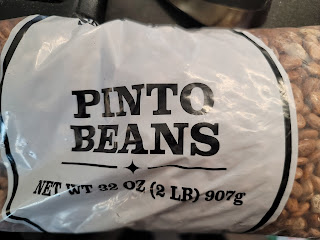 PINTO
BEANS
NET WT 32 OZ (2 LB) 907g